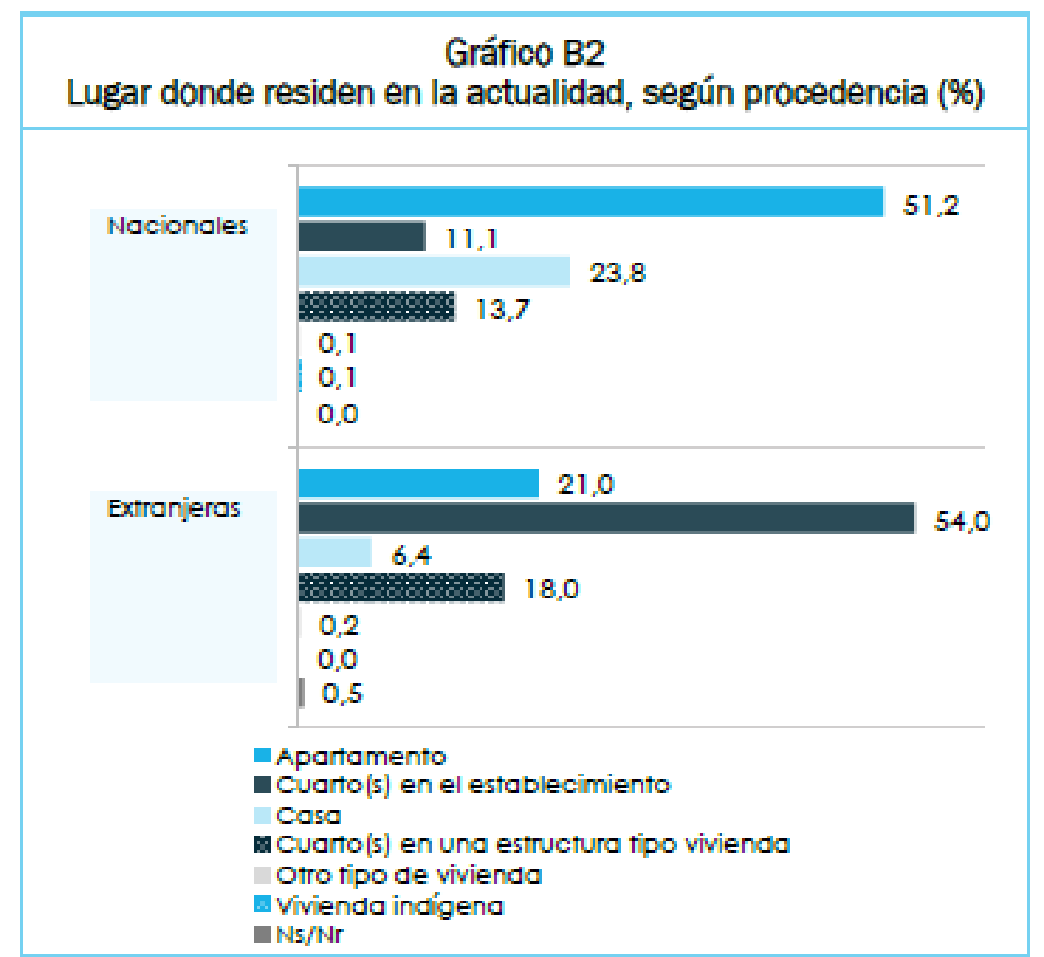 Gráfico B2
Lugar donde residen en la actualidad, según procedencia (%)
Nacionales
51,2
11,1
23,8
13,7
0,1
0,1
0,0
Extranjeras
21,0
54,0
6,4
18,0
0,2
0,0
0,5
Apartamento
Cuarto(s) en el establecimiento
Casa
Cuarto(s) en una estructura tipo vivienda
Otro tipo de vivienda
Vivienda indígena
Ns/Nr